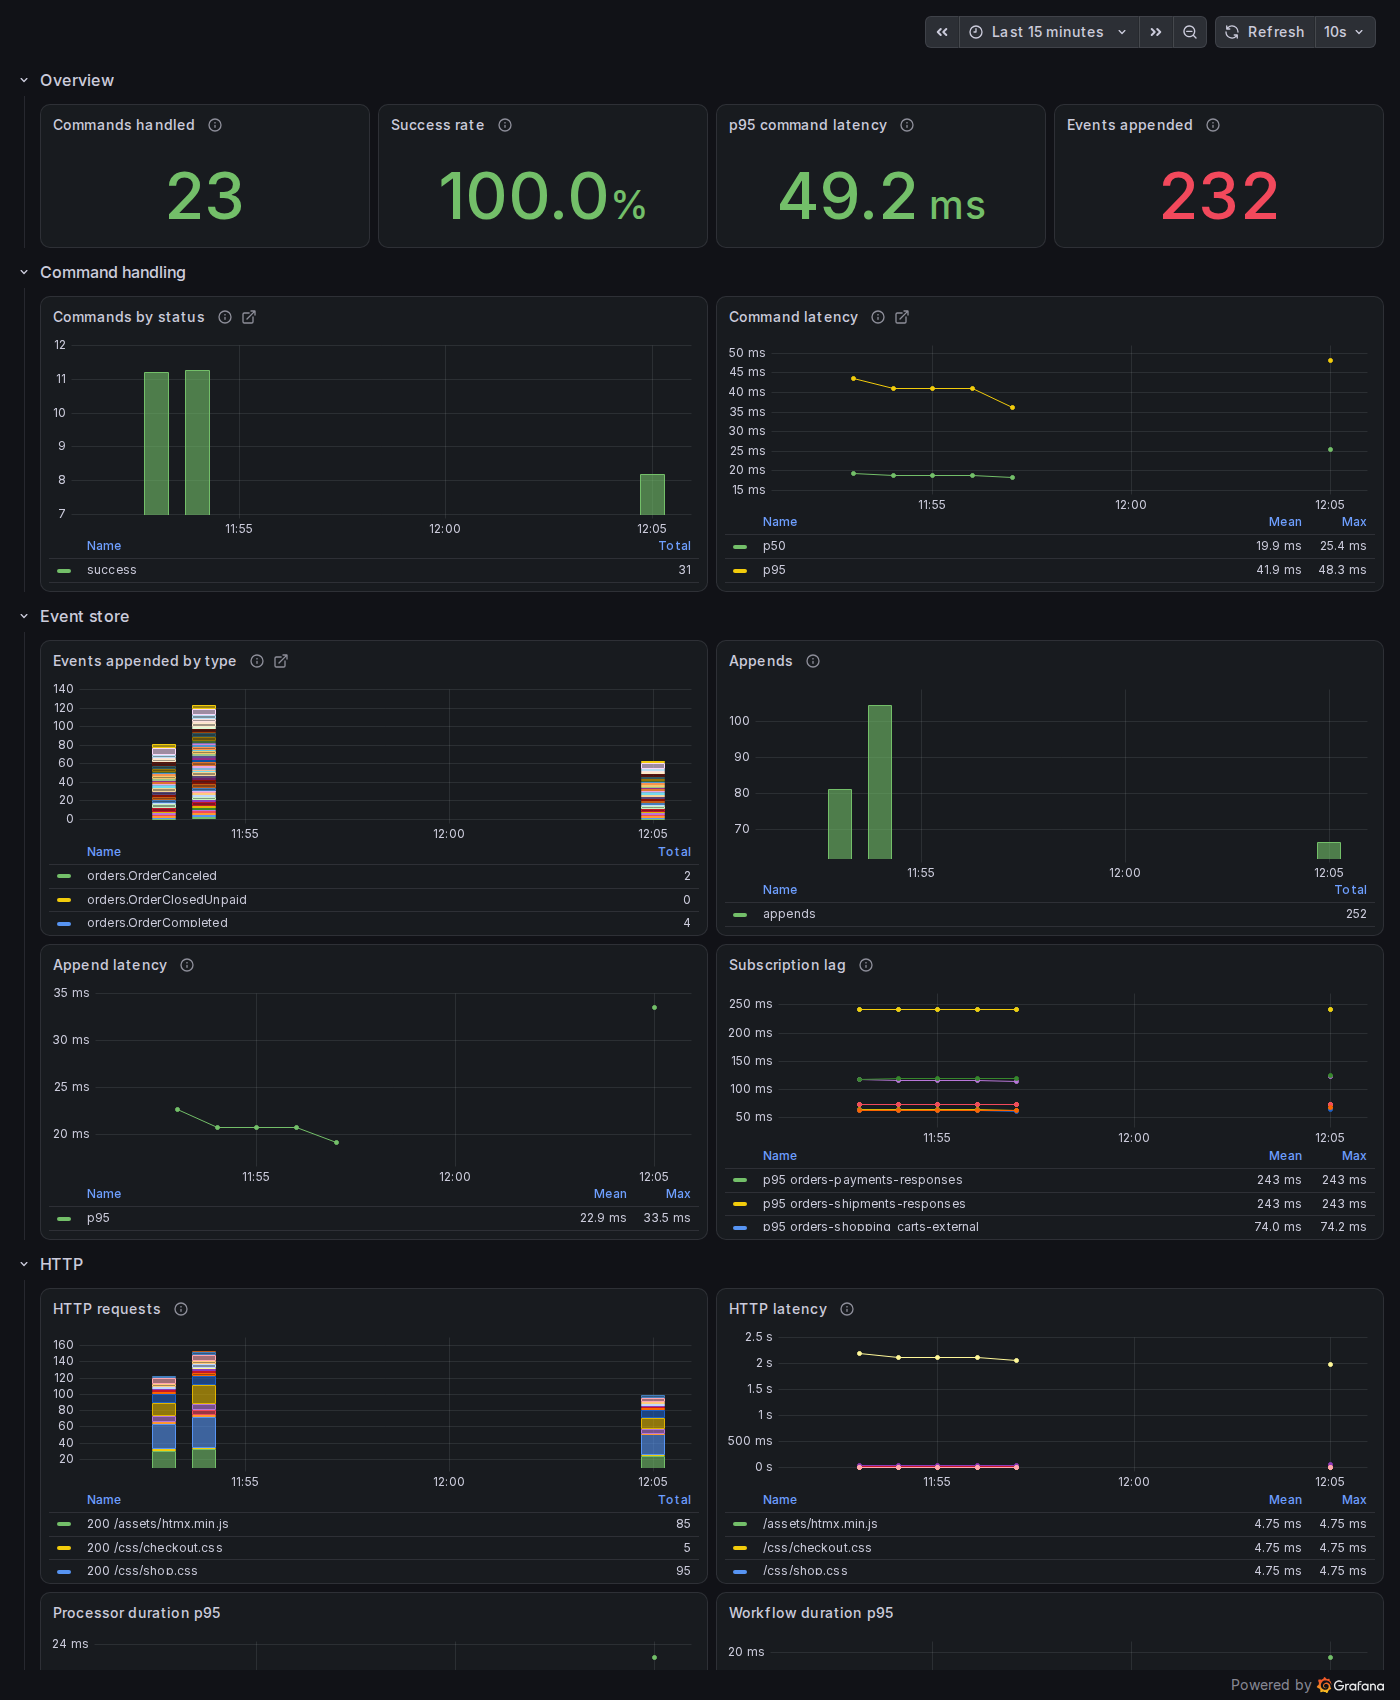 Last 15 minutes
Refresh 10s
Overview
Commands handled
23
Success rate
100.0%
p95 command latency
49.2 ms
Events appended
232
Command handling
Commands by status
12
11
10
9
8
7
11:55 12:00 12:05
Name Total
success 31
Command latency
50 ms
45 ms
40 ms
35 ms
30 ms
25 ms
20 ms
15 ms
11:55 12:00 12:05
Name Mean Max
p50 19.9 ms 25.4 ms
p95 41.9 ms 48.3 ms
Event store
Events appended by type
140
120
100
80
60
40
20
0
11:55 12:00 12:05
Name Total
orders.OrderCanceled 2
orders.OrderClosedUnpaid 0
orders.OrderCompleted 4
Appends
100
90
80
70
11:55 12:00 12:05
Name Total
appends 252
Append latency
35 ms
30 ms
25 ms
20 ms
11:55 12:00 12:05
Name Mean Max
p95 22.9 ms 33.5 ms
Subscription lag
250 ms
200 ms
150 ms
100 ms
50 ms
11:55 12:00 12:05
Name Mean Max
p95 orders-payments-responses 243 ms 243 ms
p95 orders-shipments-responses 243 ms 243 ms
p95 orders-shopping_carts-external 74.0 ms 74.2 ms
HTTP
HTTP requests
160
140
120
100
80
60
40
20
11:55 12:00 12:05
Name Total
200 /assets/htmx.min.js 85
200 /css/checkout.css 5
200 /css/shop.css 95
HTTP latency
2.5 s
2 s
1.5 s
1 s
500 ms
0 s
11:55 12:00 12:05
Name Mean Max
/assets/htmx.min.js 4.75 ms 4.75 ms
/css/checkout.css 4.75 ms 4.75 ms
/css/shop.css 4.75 ms 4.75 ms
Processor duration p95
24 ms
Workflow duration p95
20 ms
Powered by Grafana